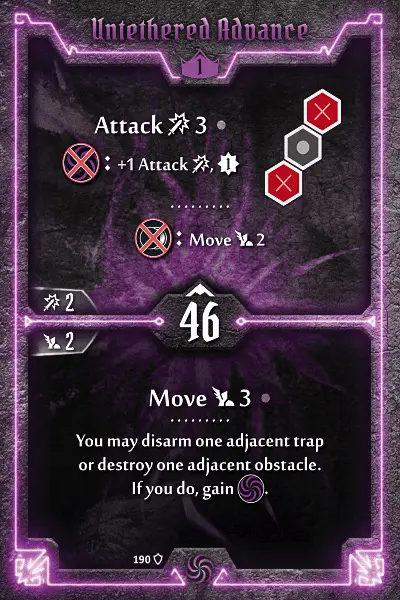 Untethered Advance
1
Attack 3
: +1 Attack , 1
: Move 2
2
46
2
Move 3
You may disarm one adjacent trap
or destroy one adjacent obstacle.
If you do, gain .
190